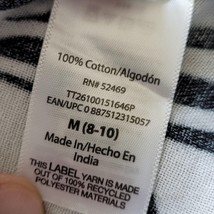 100% Cotton/Algodón
RN# 52469
TT26100151646P
EAN/UPC 0 887512315057
M (8-10)
Made In/Hecho En
India
THIS LABEL YARN IS MADE
OUT OF 100% RECYCLED
POLYESTER MATERIALS